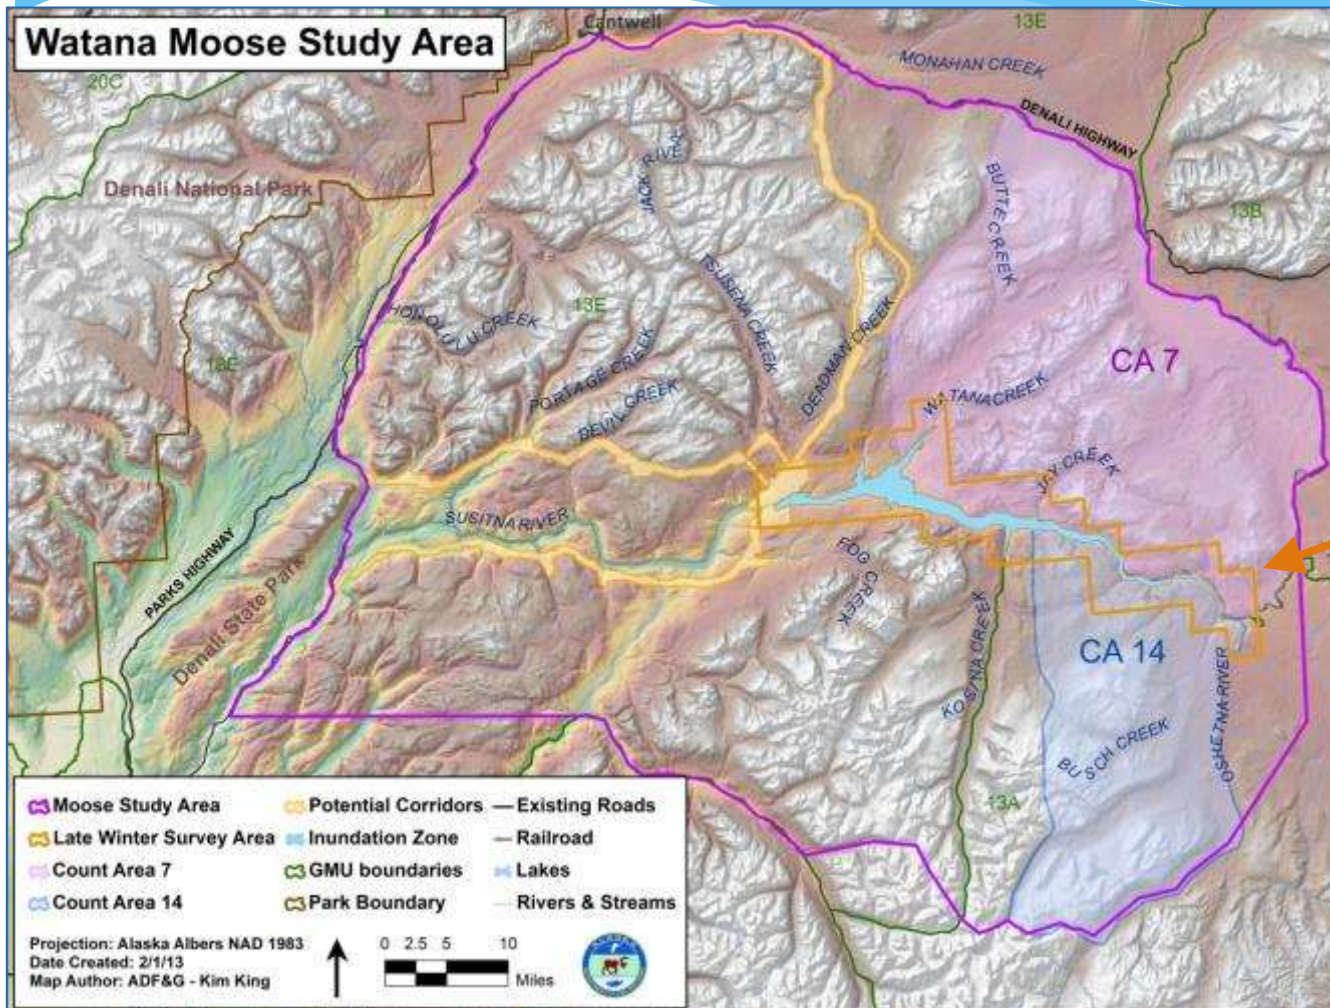 Watana Moose Study Area
Cantwell
13E
20C
MONAHAN CREEK
DENALI HIGHWAY
JACK RIVER
Denali National Park
BUTTE CREEK
13B
TSUSENA CREEK
13E
HONOLULU CREEK
DEADMAN CREEK
PORTAGE CREEK
CA 7
DEVIL CREEK
WATANA CREEK
JAY CREEK
SUSITNA RIVER
PARKS HIGHWAY
FOG CREEK
Denali State Park
KOSINA CREEK
CA 14
OSHETNA RIVER
BUSCH CREEK
13A
Moose Study Area
Late Winter Survey Area
Count Area 7
Count Area 14
Potential Corridors
Inundation Zone
GMU boundaries
Park Boundary
Existing Roads
Railroad
Lakes
Rivers & Streams
Projection: Alaska Albers NAD 1983
Date Created: 2/1/13
Map Author: ADF&G - Kim King
0 2.5 5 10
Miles